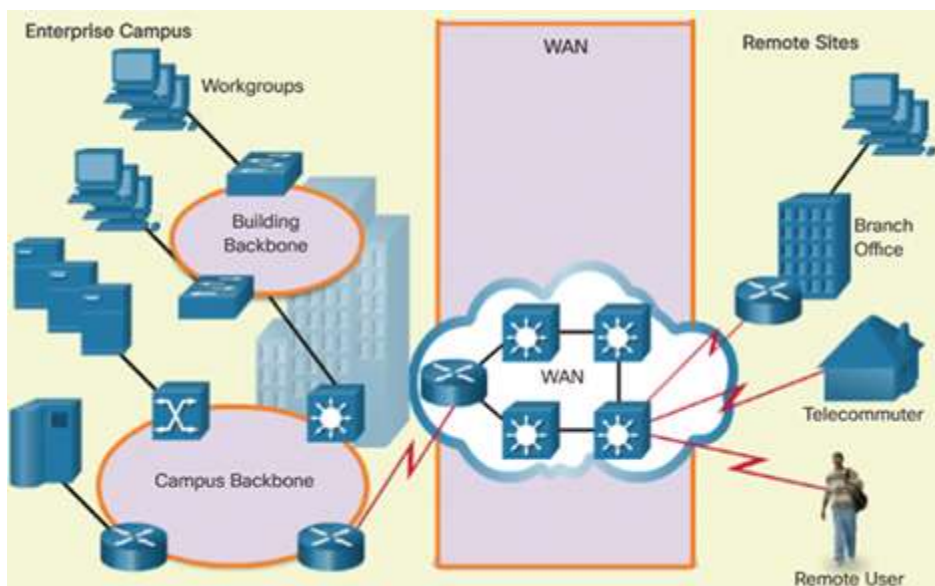 Enterprise Campus
WAN
Remote Sites
Workgroups
Building
Backbone
Branch
Office
WAN
Telecommuter
Campus Backbone
Remote User